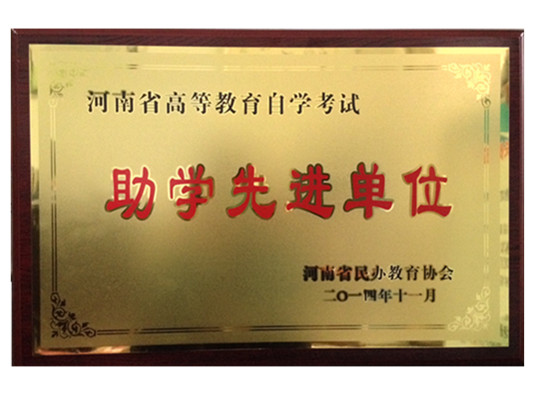 河南省高等教育自学考试
助学先进单位
河南省民办教育协会
二〇一四年十一月